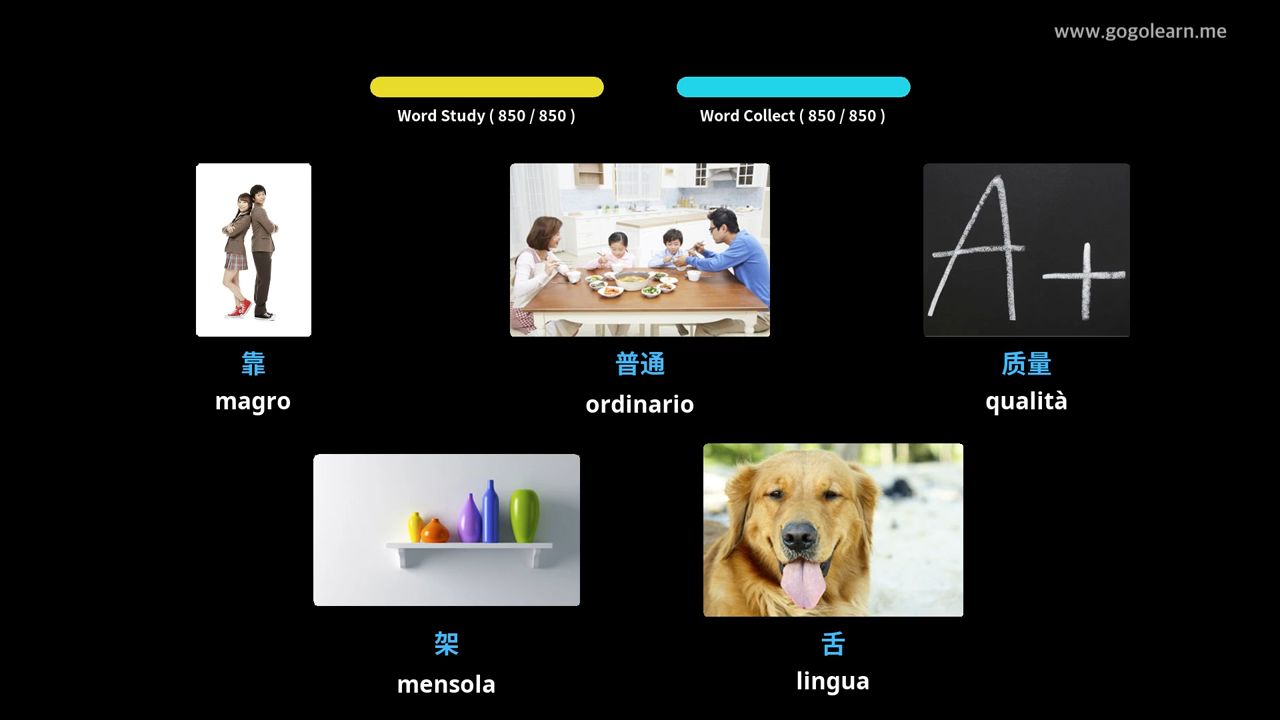 www.gogolearn.me
Word Study ( 850 / 850 )
Word Collect ( 850 / 850 )
A+
靠
普通
质量
magro
ordinario
qualità
架
舌
mensola
lingua